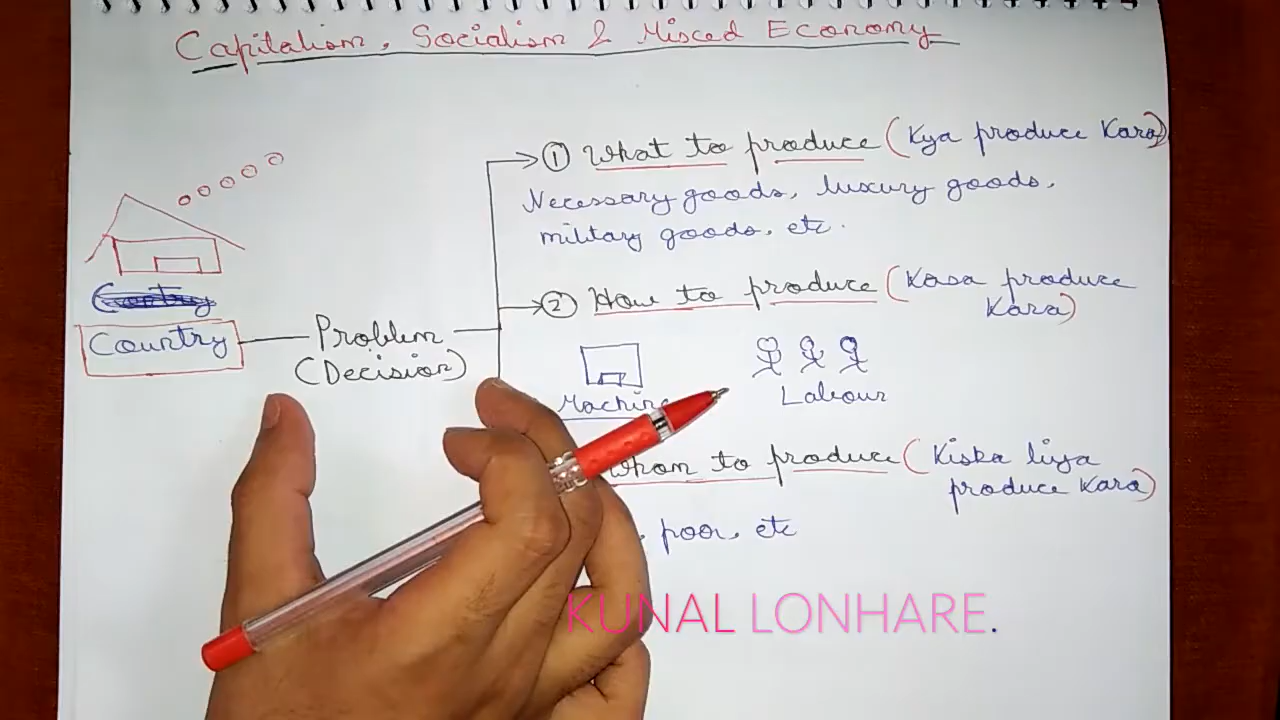 Capitalism, Socialism & Mixed Economy
① What to produce (Kya produce Kara)
Necessary goods, luxury goods,
military goods, etc.
② How to produce (Kasa produce
Kara)
Country
Country
Problem
(Decision)
Machine
Labour
Whom to produce (Kiska liya
produce Kara)
poor, etc
KUNAL LONHARE.